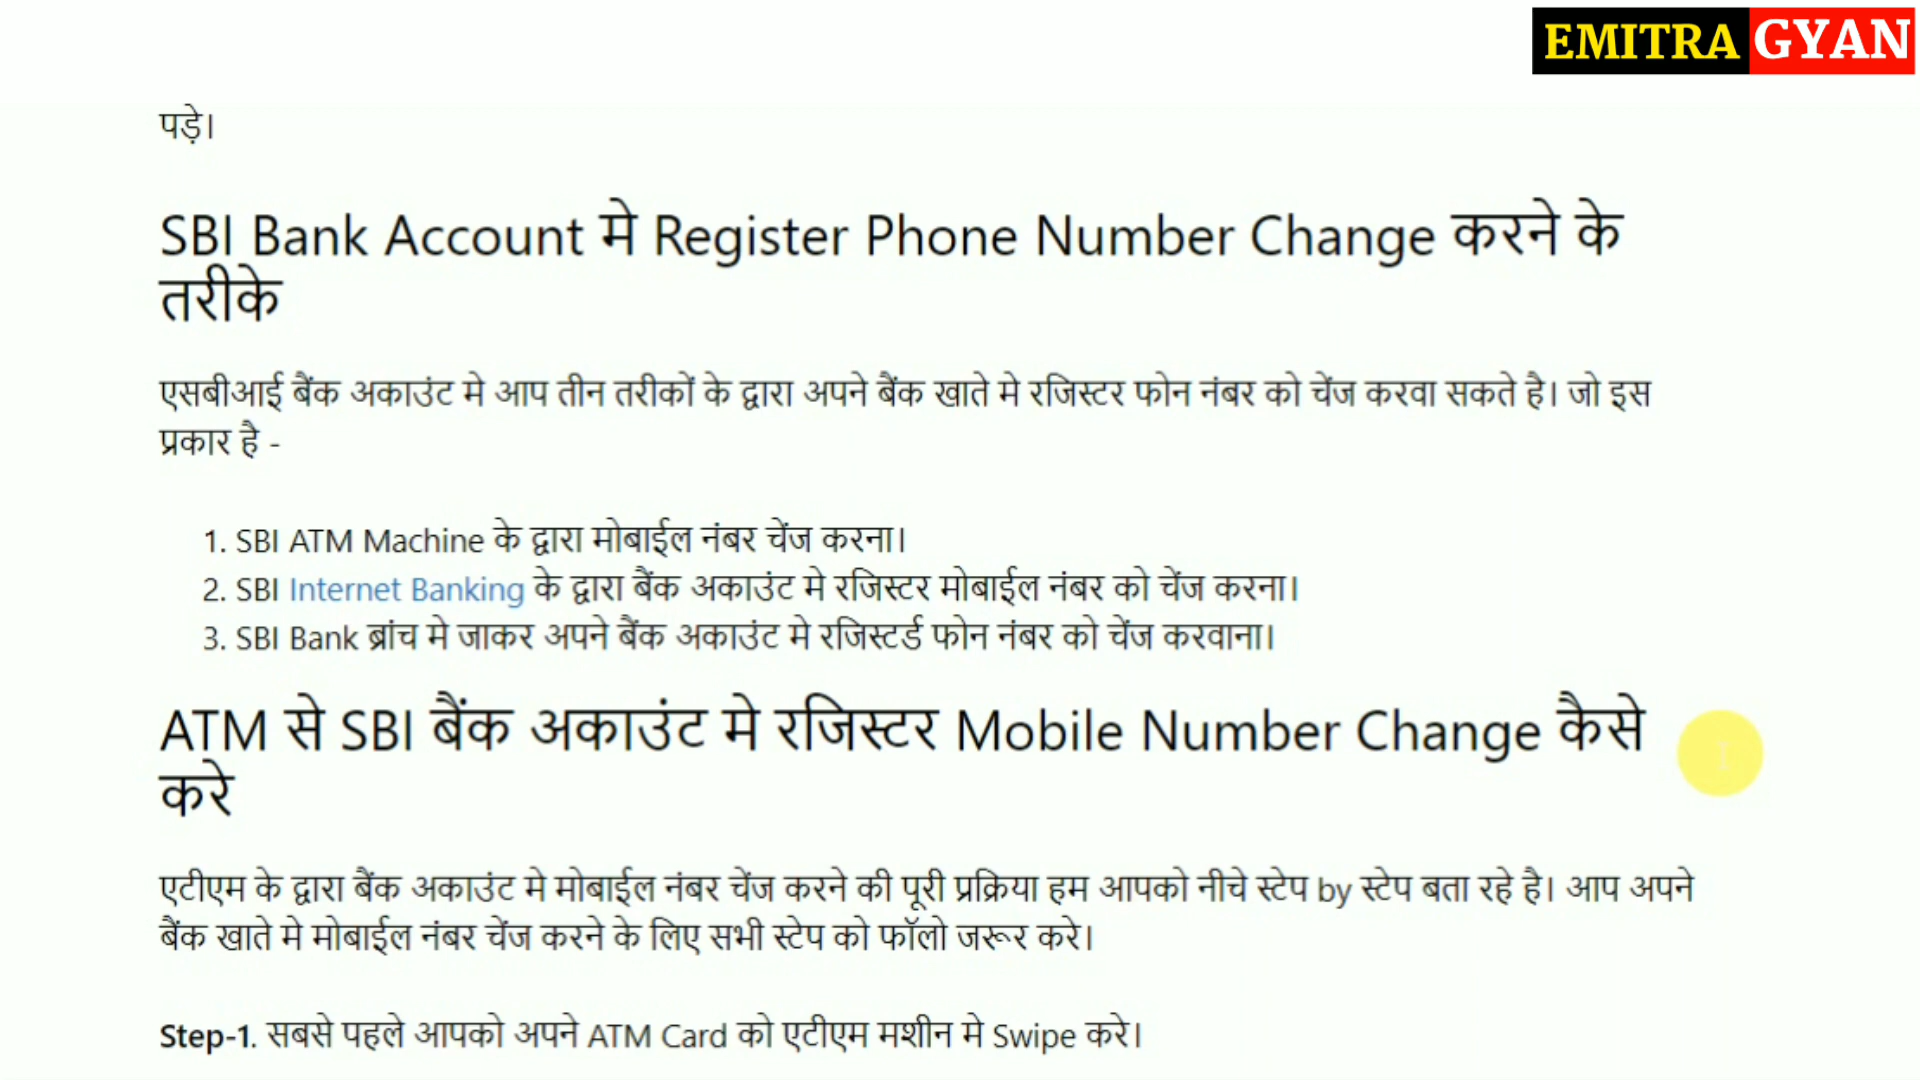 EMITRA GYAN
पड़े।
SBI Bank Account मे Register Phone Number Change करने के
तरीके
एसबीआई बैंक अकाउंट मे आप तीन तरीकों के द्वारा अपने बैंक खाते मे रजिस्टर फोन नंबर को चेंज करवा सकते है। जो इस
प्रकार है -
1. SBI ATM Machine के द्वारा मोबाईल नंबर चेंज करना।
2. SBI Internet Banking के द्वारा बैंक अकाउंट मे रजिस्टर मोबाईल नंबर को चेंज करना।
3. SBI Bank ब्रांच मे जाकर अपने बैंक अकाउंट मे रजिस्टर्ड फोन नंबर को चेंज करवाना।
ATM से SBI बैंक अकाउंट मे रजिस्टर Mobile Number Change कैसे
करे
एटीएम के द्वारा बैंक अकाउंट मे मोबाईल नंबर चेंज करने की पूरी प्रक्रिया हम आपको नीचे स्टेप by स्टेप बता रहे है। आप अपने
बैंक खाते मे मोबाईल नंबर चेंज करने के लिए सभी स्टेप को फॉलो जरूर करे।
Step-1. सबसे पहले आपको अपने ATM Card को एटीएम मशीन मे Swipe करे।